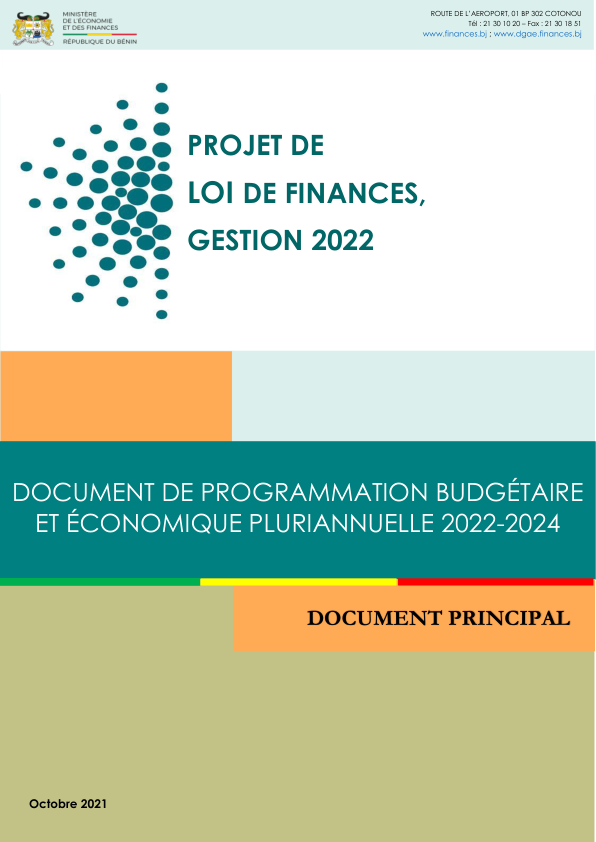 MINISTÈRE
DE L'ÉCONOMIE
ET DES FINANCES
RÉPUBLIQUE DU BÉNIN
ROUTE DE L'AEROPORT, 01 BP 302 COTONOU
Tél : 21 30 10 20 – Fax : 21 30 18 51
www.finances.bj ; www.dgae.finances.bj
PROJET DE
LOI DE FINANCES,
GESTION 2022
DOCUMENT DE PROGRAMMATION BUDGÉTAIRE
ET ÉCONOMIQUE PLURIANNUELLE 2022-2024
DOCUMENT PRINCIPAL
Octobre 2021